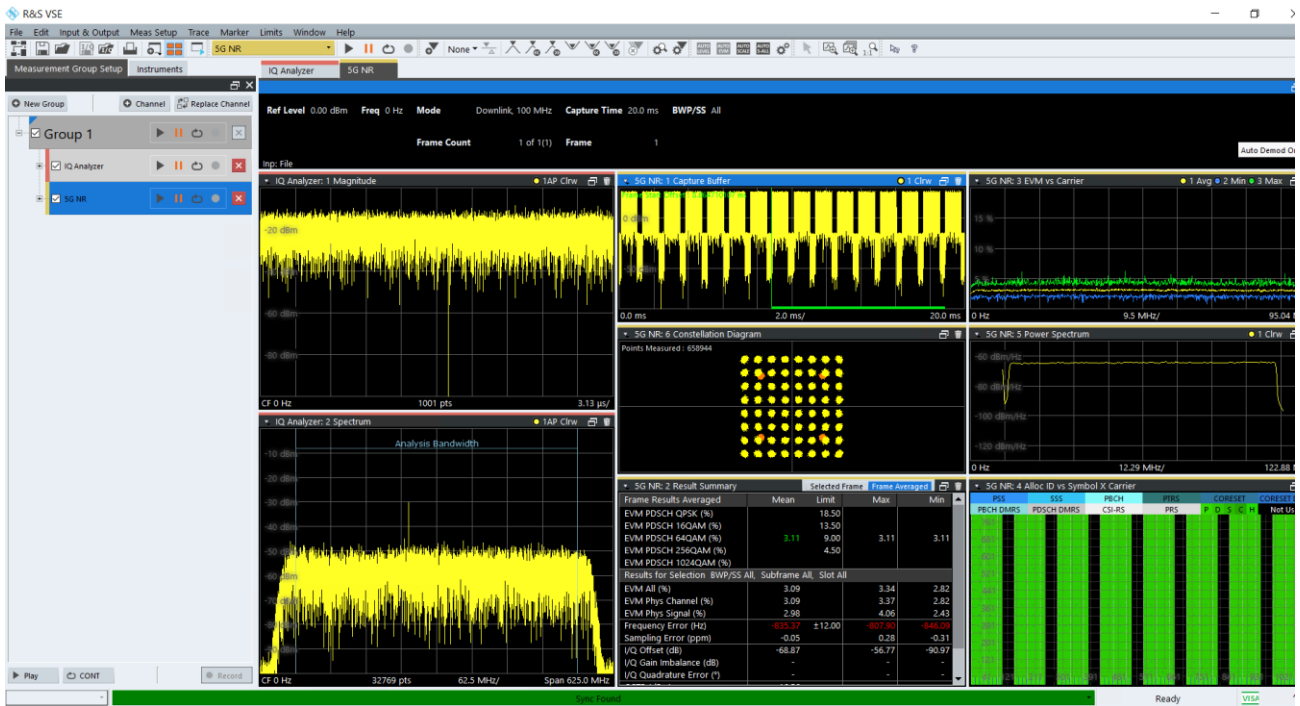 R&S VSE
File Edit Input & Output Meas Setup Trace Marker Limits Window Help
5G NR
None
Measurement Group Setup Instruments
IQ Analyzer 5G NR
New Group Channel Replace Channel
Group 1
IQ Analyzer
5G NR
Ref Level 0.00 dBm Freq 0 Hz Mode Downlink, 100 MHz Capture Time 20.0 ms BWP/SS All
Frame Count 1 of 1(1) Frame 1
Inp: File
Auto Demod On
IQ Analyzer: 1 Magnitude 1AP Clrw
-20 dBm
-60 dBm
-80 dBm
CF 0 Hz 1001 pts 3.13 µs/
IQ Analyzer: 2 Spectrum 1AP Clrw
Analysis Bandwidth
-10 dBm
-20 dBm
-30 dBm
-40 dBm
-50 dBm
-60 dBm
CF 0 Hz 32769 pts 62.5 MHz/ Span 625.0 MHz
5G NR: 1 Capture Buffer 1 Clrw
0 dBm
0.0 ms 2.0 ms/ 20.0 ms
5G NR: 6 Constellation Diagram
Points Measured : 658944
5G NR: 2 Result Summary Selected Frame Frame Averaged
Frame Results Averaged Mean Limit Max Min
EVM PDSCH QPSK (%) 18.50
EVM PDSCH 16QAM (%) 13.50
EVM PDSCH 64QAM (%) 3.11 9.00 3.11 3.11
EVM PDSCH 256QAM (%) 4.50
EVM PDSCH 1024QAM (%)
Results for Selection BWP/SS All, Subframe All, Slot All
EVM All (%) 3.09 3.34 2.82
EVM Phys Channel (%) 3.09 3.37 2.82
EVM Phys Signal (%) 2.98 4.06 2.43
Frequency Error (Hz) -835.37 ±12.00 -807.90 -846.09
Sampling Error (ppm) -0.05 0.28 -0.31
I/Q Offset (dB) -68.87 -56.77 -90.97
I/Q Gain Imbalance (dB) - - -
I/Q Quadrature Error (°) - - -
5G NR: 3 EVM vs Carrier 1 Avg 2 Min 3 Max
15 %
10 %
5 %
0 Hz 9.5 MHz/ 95.04
5G NR: 5 Power Spectrum 1 Clrw
-60 dBm/Hz
-80 dBm/Hz
-100 dBm/Hz
-120 dBm/Hz
0 Hz 12.29 MHz/ 122.88
5G NR: 4 Alloc ID vs Symbol X Carrier
PSS SSS PBCH PTRS CORESET CORESET
PBCH DMRS PDSCH DMRS CSI-RS PRS P D S C H Not Us
Play CONT Record
Sync Found
Ready VISA